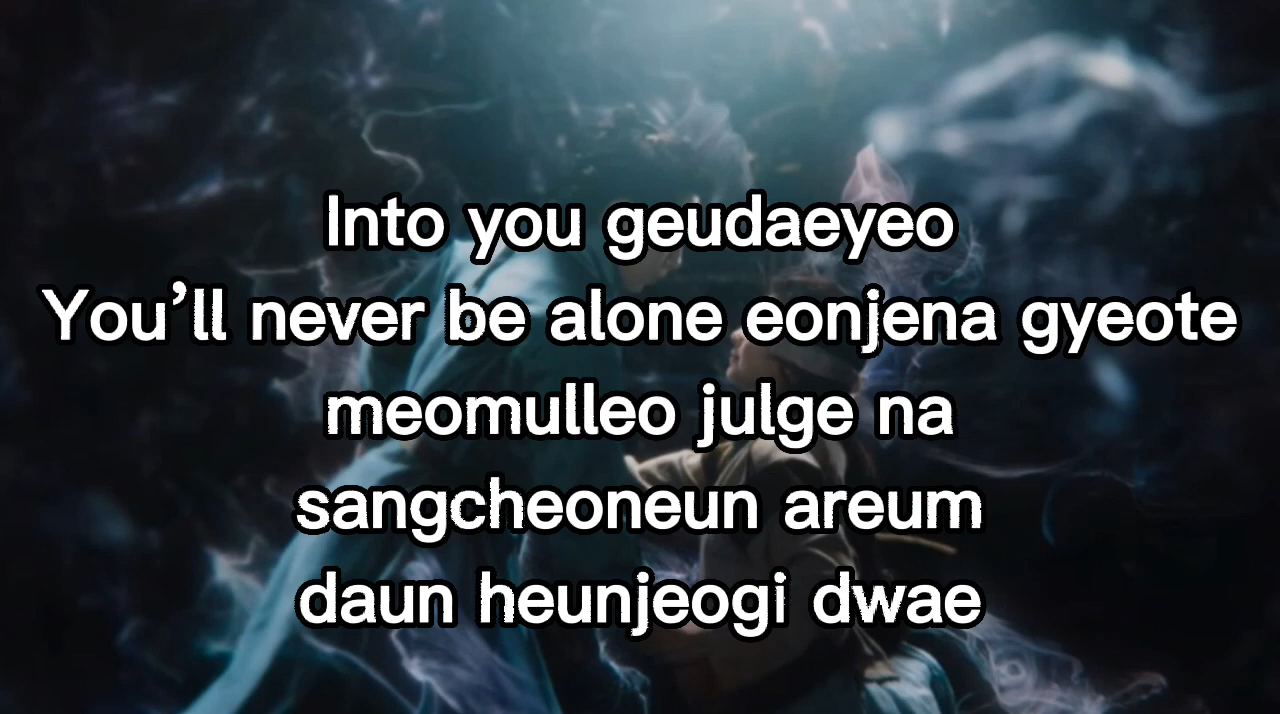 Into you geudaeyeo
You’ll never be alone eonjena gyeote
meomulleo julge na
sangcheoneun areum
daun heunjeogi dwae